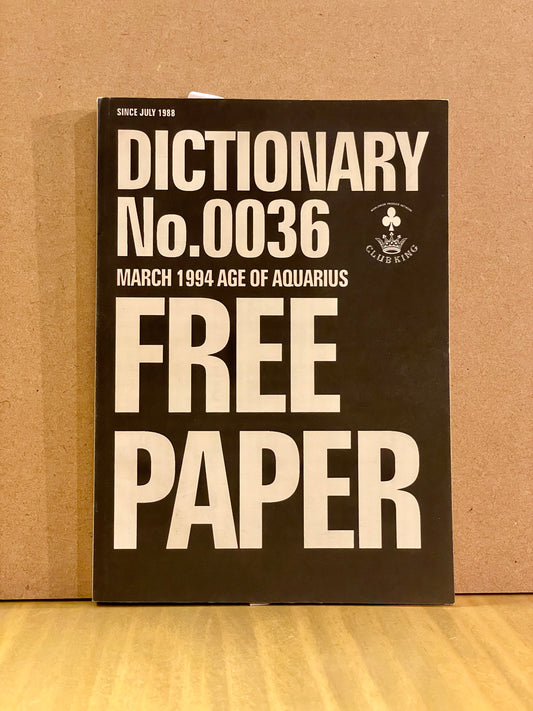 SINCE JULY 1988
DICTIONARY
No.0036
CLUB KING
MARCH 1994 AGE OF AQUARIUS
FREE
PAPER